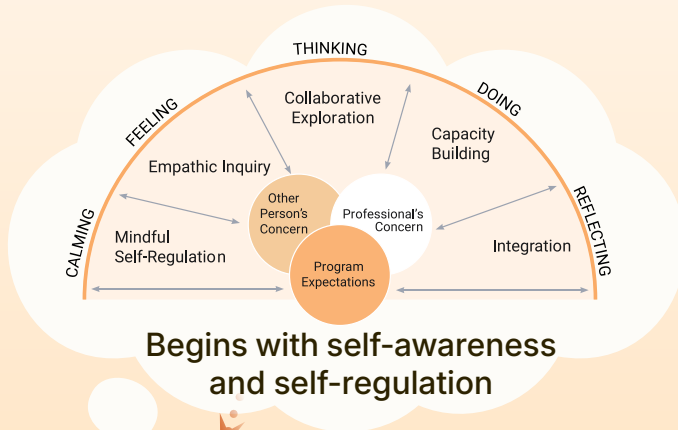 THINKING
FEELING
DOING
CALMING
REFLECTING
Collaborative
Exploration
Capacity
Building
Empathic Inquiry
Mindful
Self-Regulation
Integration
Other
Person's
Concern
Professional's
Concern
Program
Expectations
Begins with self-awareness
and self-regulation